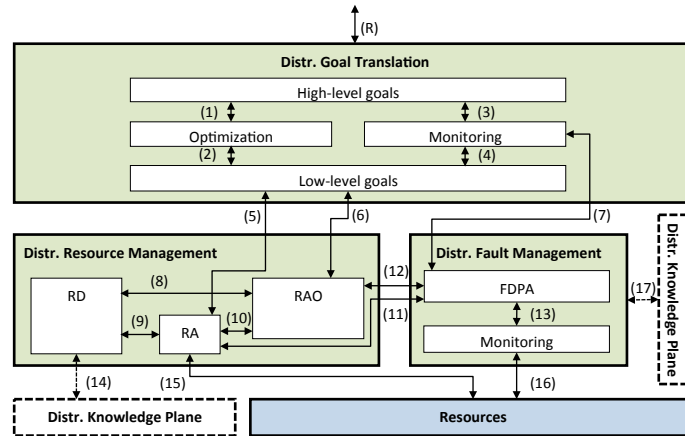 (R)
Distr. Goal Translation
High-level goals
(1)
(3)
Optimization
Monitoring
(2)
(4)
Low-level goals
(5)
(6)
(7)
Distr. Resource Management
Distr. Fault Management
Distr. Knowledge Plane
RD
(8)
RAO
(12)
FDPA
(17)
(9)
RA
(10)
(11)
(13)
Monitoring
(14)
(15)
(16)
Distr. Knowledge Plane
Resources